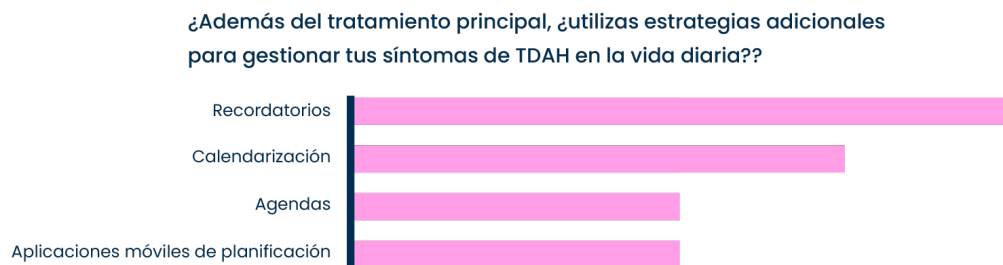 ¿Además del tratamiento principal, ¿utilizas estrategias adicionales
para gestionar tus síntomas de TDAH en la vida diaria??
Recordatorios
Calendarización
Agendas
Aplicaciones móviles de planificación